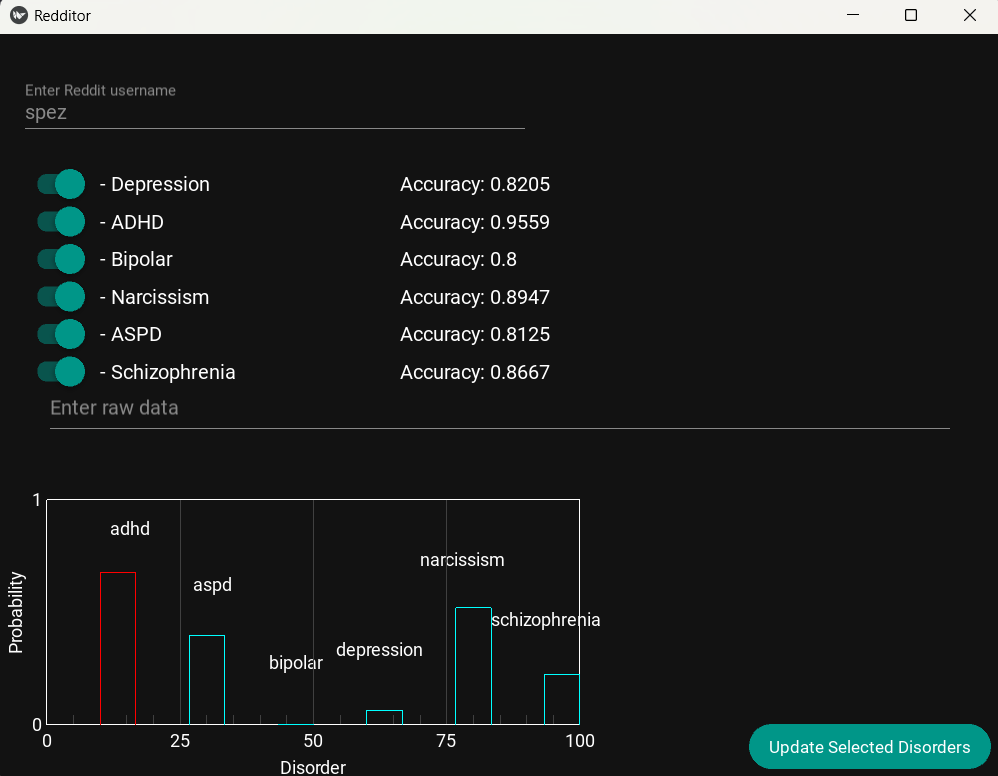 Redditor
Enter Reddit username
spez
- Depression Accuracy: 0.8205
- ADHD Accuracy: 0.9559
- Bipolar Accuracy: 0.8
- Narcissism Accuracy: 0.8947
- ASPD Accuracy: 0.8125
- Schizophrenia Accuracy: 0.8667
Enter raw data
1
adhd
narcissism
aspd
schizophrenia
depression
bipolar
Probability
0
0 25 50 75 100
Disorder
Update Selected Disorders